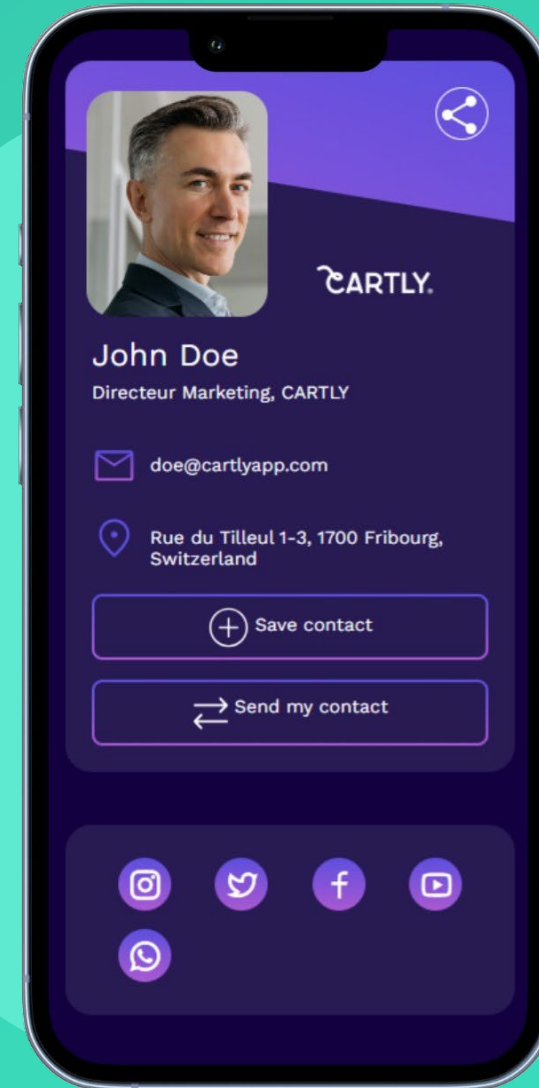 CARTLY.
John Doe
Directeur Marketing, CARTLY
doe@cartlyapp.com
Rue du Tilleul 1-3, 1700 Fribourg,
Switzerland
Save contact
Send my contact